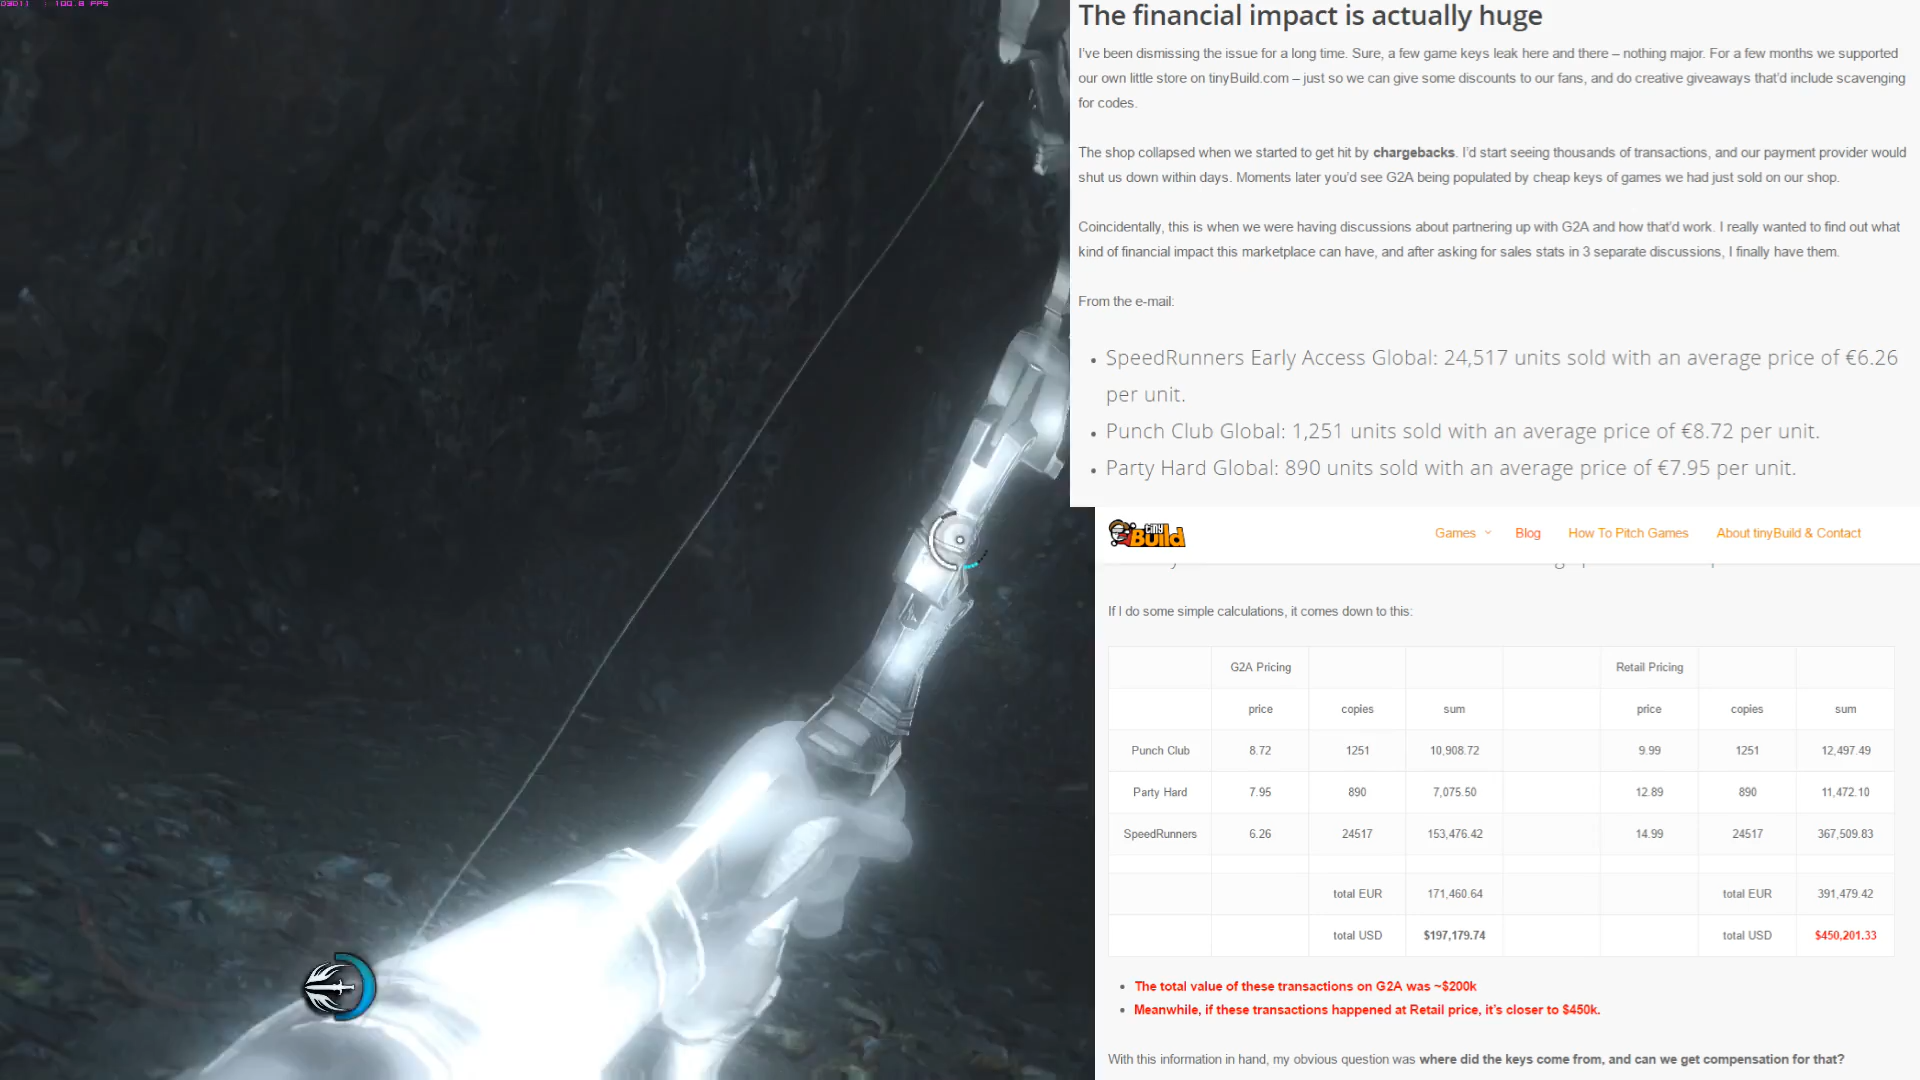 D3D11 : 100.8 FPS
The financial impact is actually huge
I've been dismissing the issue for a long time. Sure, a few game keys leak here and there – nothing major. For a few months we supported
our own little store on tinyBuild.com – just so we can give some discounts to our fans, and do creative giveaways that'd include scavenging
for codes.
The shop collapsed when we started to get hit by chargebacks. I'd start seeing thousands of transactions, and our payment provider would
shut us down within days. Moments later you'd see G2A being populated by cheap keys of games we had just sold on our shop.
Coincidentally, this is when we were having discussions about partnering up with G2A and how that'd work. I really wanted to find out what
kind of financial impact this marketplace can have, and after asking for sales stats in 3 separate discussions, I finally have them.
From the e-mail:
• SpeedRunners Early Access Global: 24,517 units sold with an average price of €6.26
per unit.
• Punch Club Global: 1,251 units sold with an average price of €8.72 per unit.
• Party Hard Global: 890 units sold with an average price of €7.95 per unit.
tiny Build Games Blog How To Pitch Games About tinyBuild & Contact
If I do some simple calculations, it comes down to this:
G2A Pricing Retail Pricing
price copies sum price copies sum
Punch Club 8.72 1251 10,908.72 9.99 1251 12,497.49
Party Hard 7.95 890 7,075.50 12.89 890 11,472.10
SpeedRunners 6.26 24517 153,476.42 14.99 24517 367,509.83
total EUR 171,460.64 total EUR 391,479.42
total USD $197,179.74 total USD $450,201.33
• The total value of these transactions on G2A was ~$200k
• Meanwhile, if these transactions happened at Retail price, it's closer to $450k.
With this information in hand, my obvious question was where did the keys come from, and can we get compensation for that?